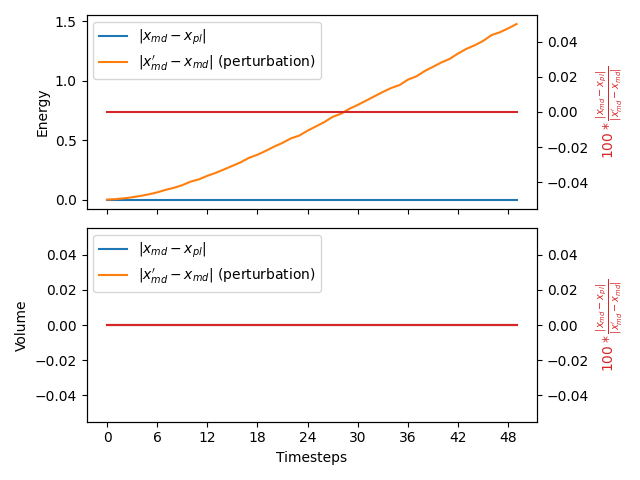 1.5
1.0
0.5
0.0
Energy
|x_md − x_pl|
|x′_md − x_md| (perturbation)
0.04
0.02
0.00
−0.02
−0.04
100 * |x_md − x_pl| / |x′_md − x_md|
0.04
0.02
0.00
−0.02
−0.04
Volume
|x_md − x_pl|
|x′_md − x_md| (perturbation)
0.04
0.02
0.00
−0.02
−0.04
100 * |x_md − x_pl| / |x′_md − x_md|
0 6 12 18 24 30 36 42 48
Timesteps